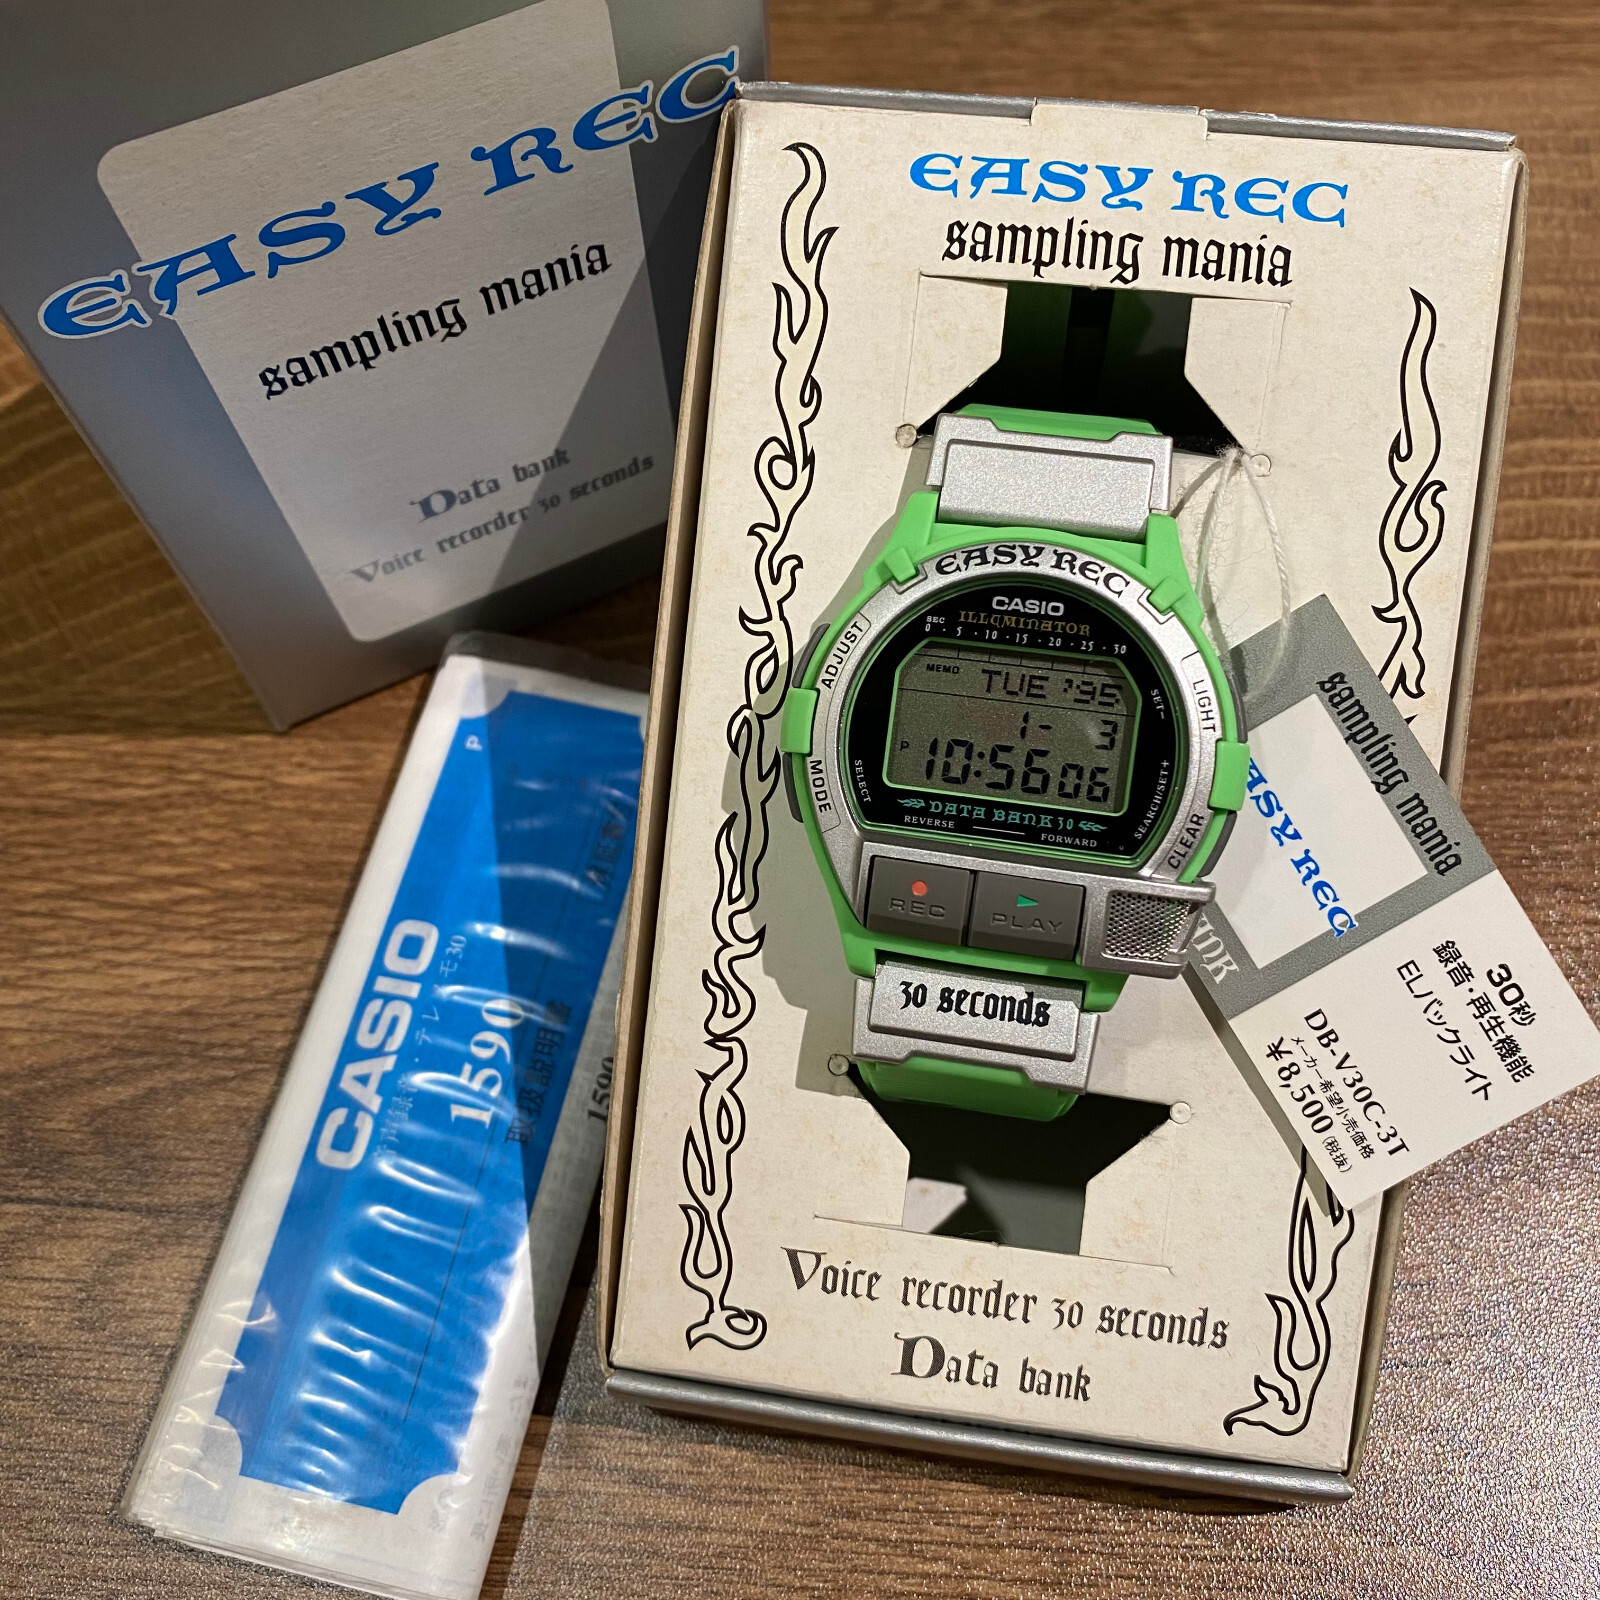 EASY REC
sampling mania
Data bank
Voice recorder 30 seconds
EASY REC
sampling mania
EASY REC
CASIO
ILLUMINATOR
SEC
0 · 5 · 10 · 15 · 20 · 25 · 30
ADJUST
LIGHT
MODE
CLEAR
SET-
SELECT
SEARCH/SET+
MEMO
TUE '95
1- 3
P 10:56 06
DATA BANK 30
REVERSE
FORWARD
REC
PLAY
30 seconds
Voice recorder 30 seconds
Data bank
sampling mania
EASY REC
30秒
録音・再生機能
ELバックライト
DB-V30C-3T
メーカー希望小売価格
¥8,500(税抜)
P
CASIO
1590
取扱説明書
1590